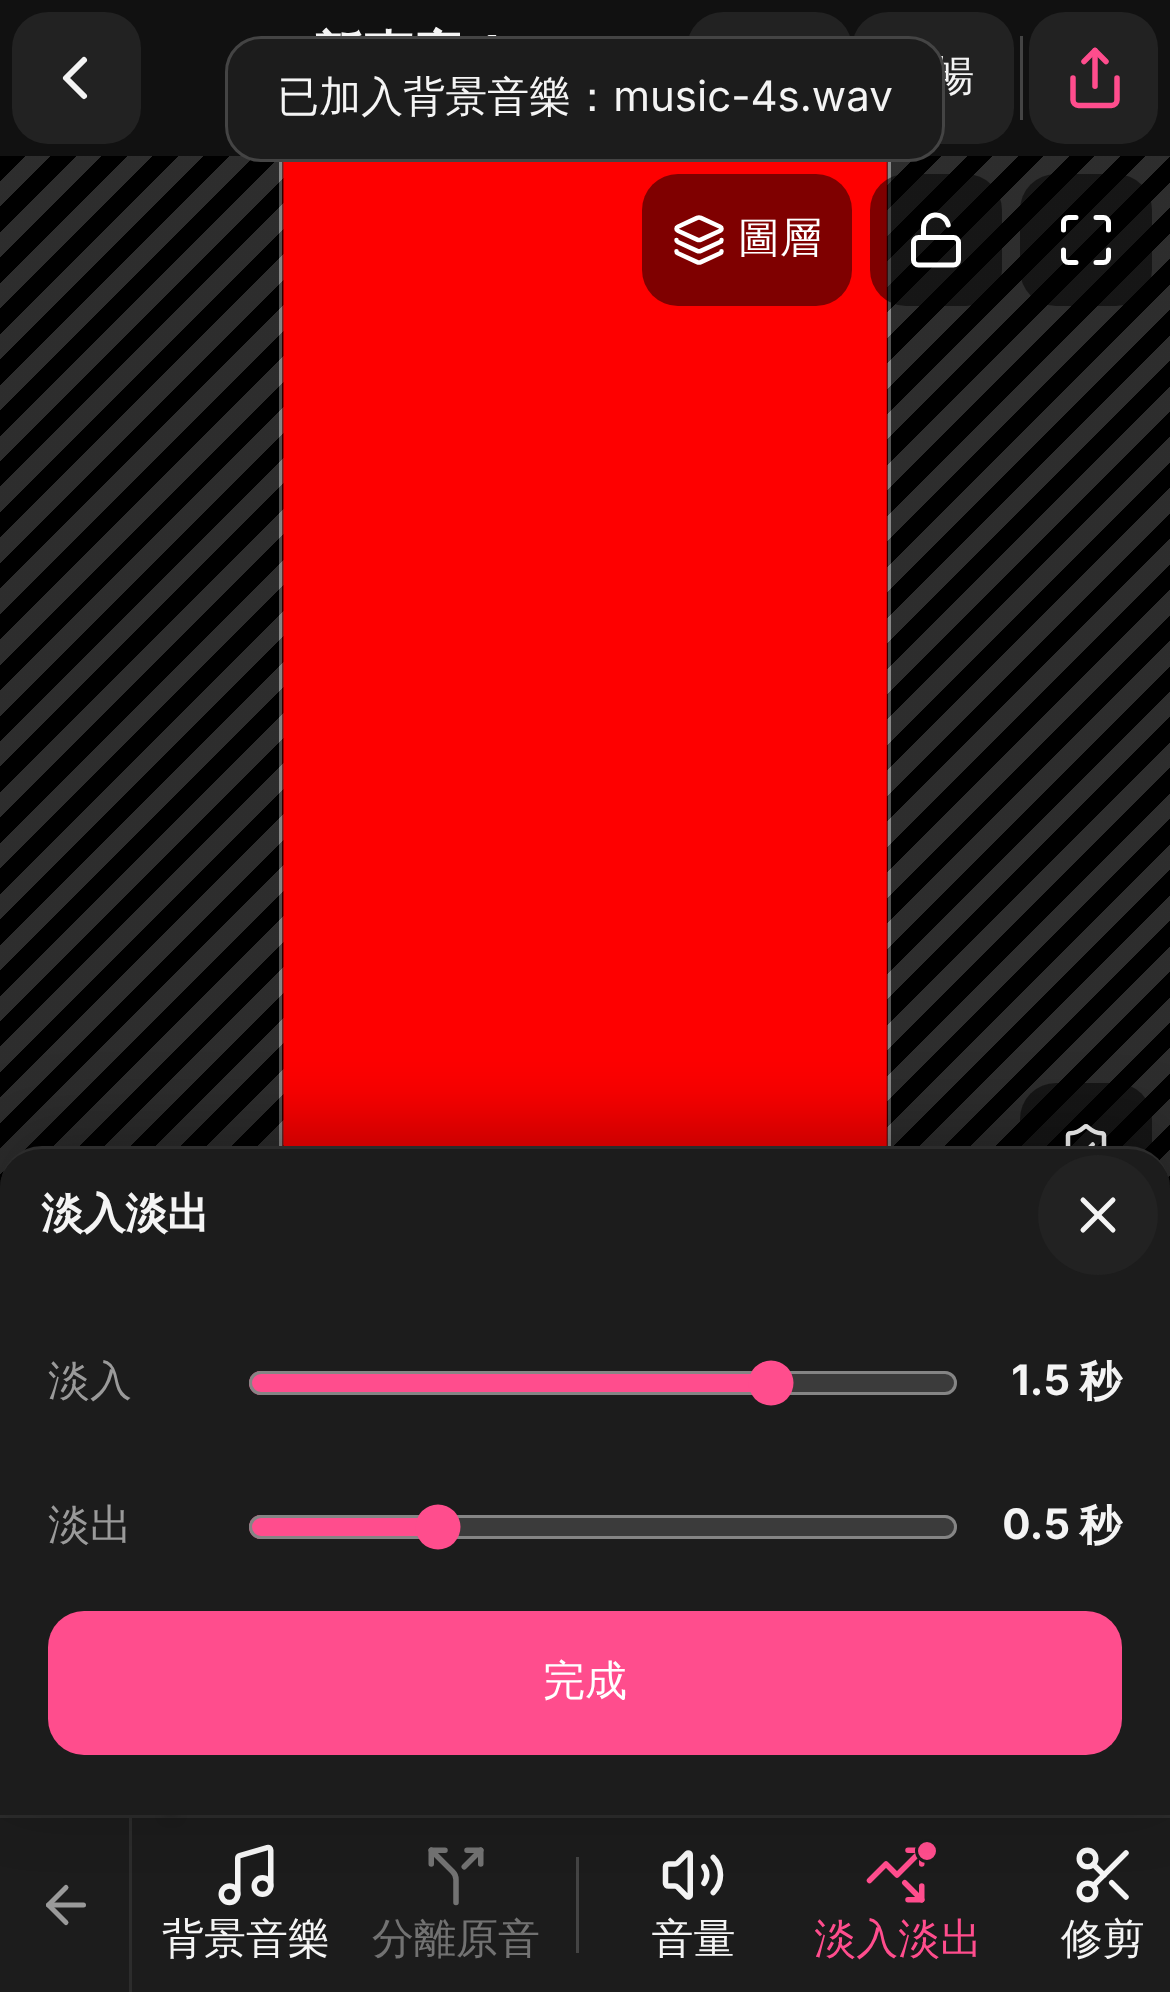 已加入背景音樂：music-4s.wav
圖層
淡入淡出
淡入
1.5 秒
淡出
0.5 秒
完成
背景音樂
分離原音
音量
淡入淡出
修剪